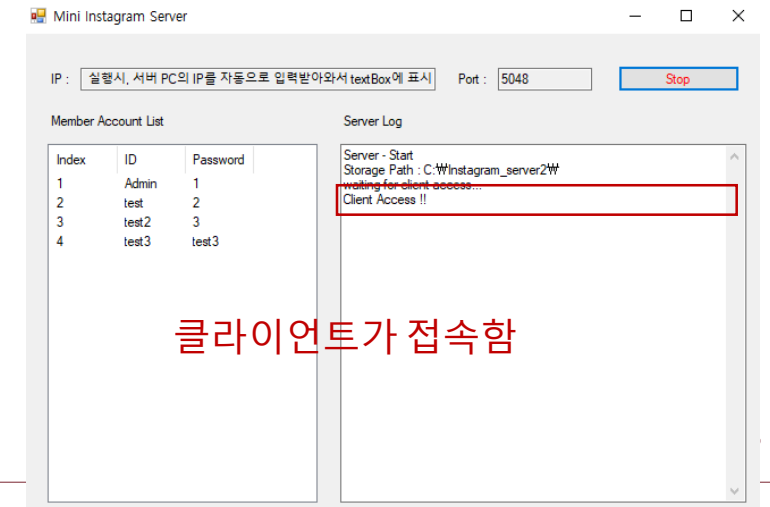 Mini Instagram Server
IP : 실행시, 서버 PC의 IP를 자동으로 입력받아와서 textBox에 표시 Port : 5048 Stop
Member Account List
Server Log
Index ID Password
1 Admin 1
2 test 2
3 test2 3
4 test3 test3
Server - Start
Storage Path : C:₩Instagram_server2₩
waiting for client access...
Client Access !!
클라이언트가 접속함